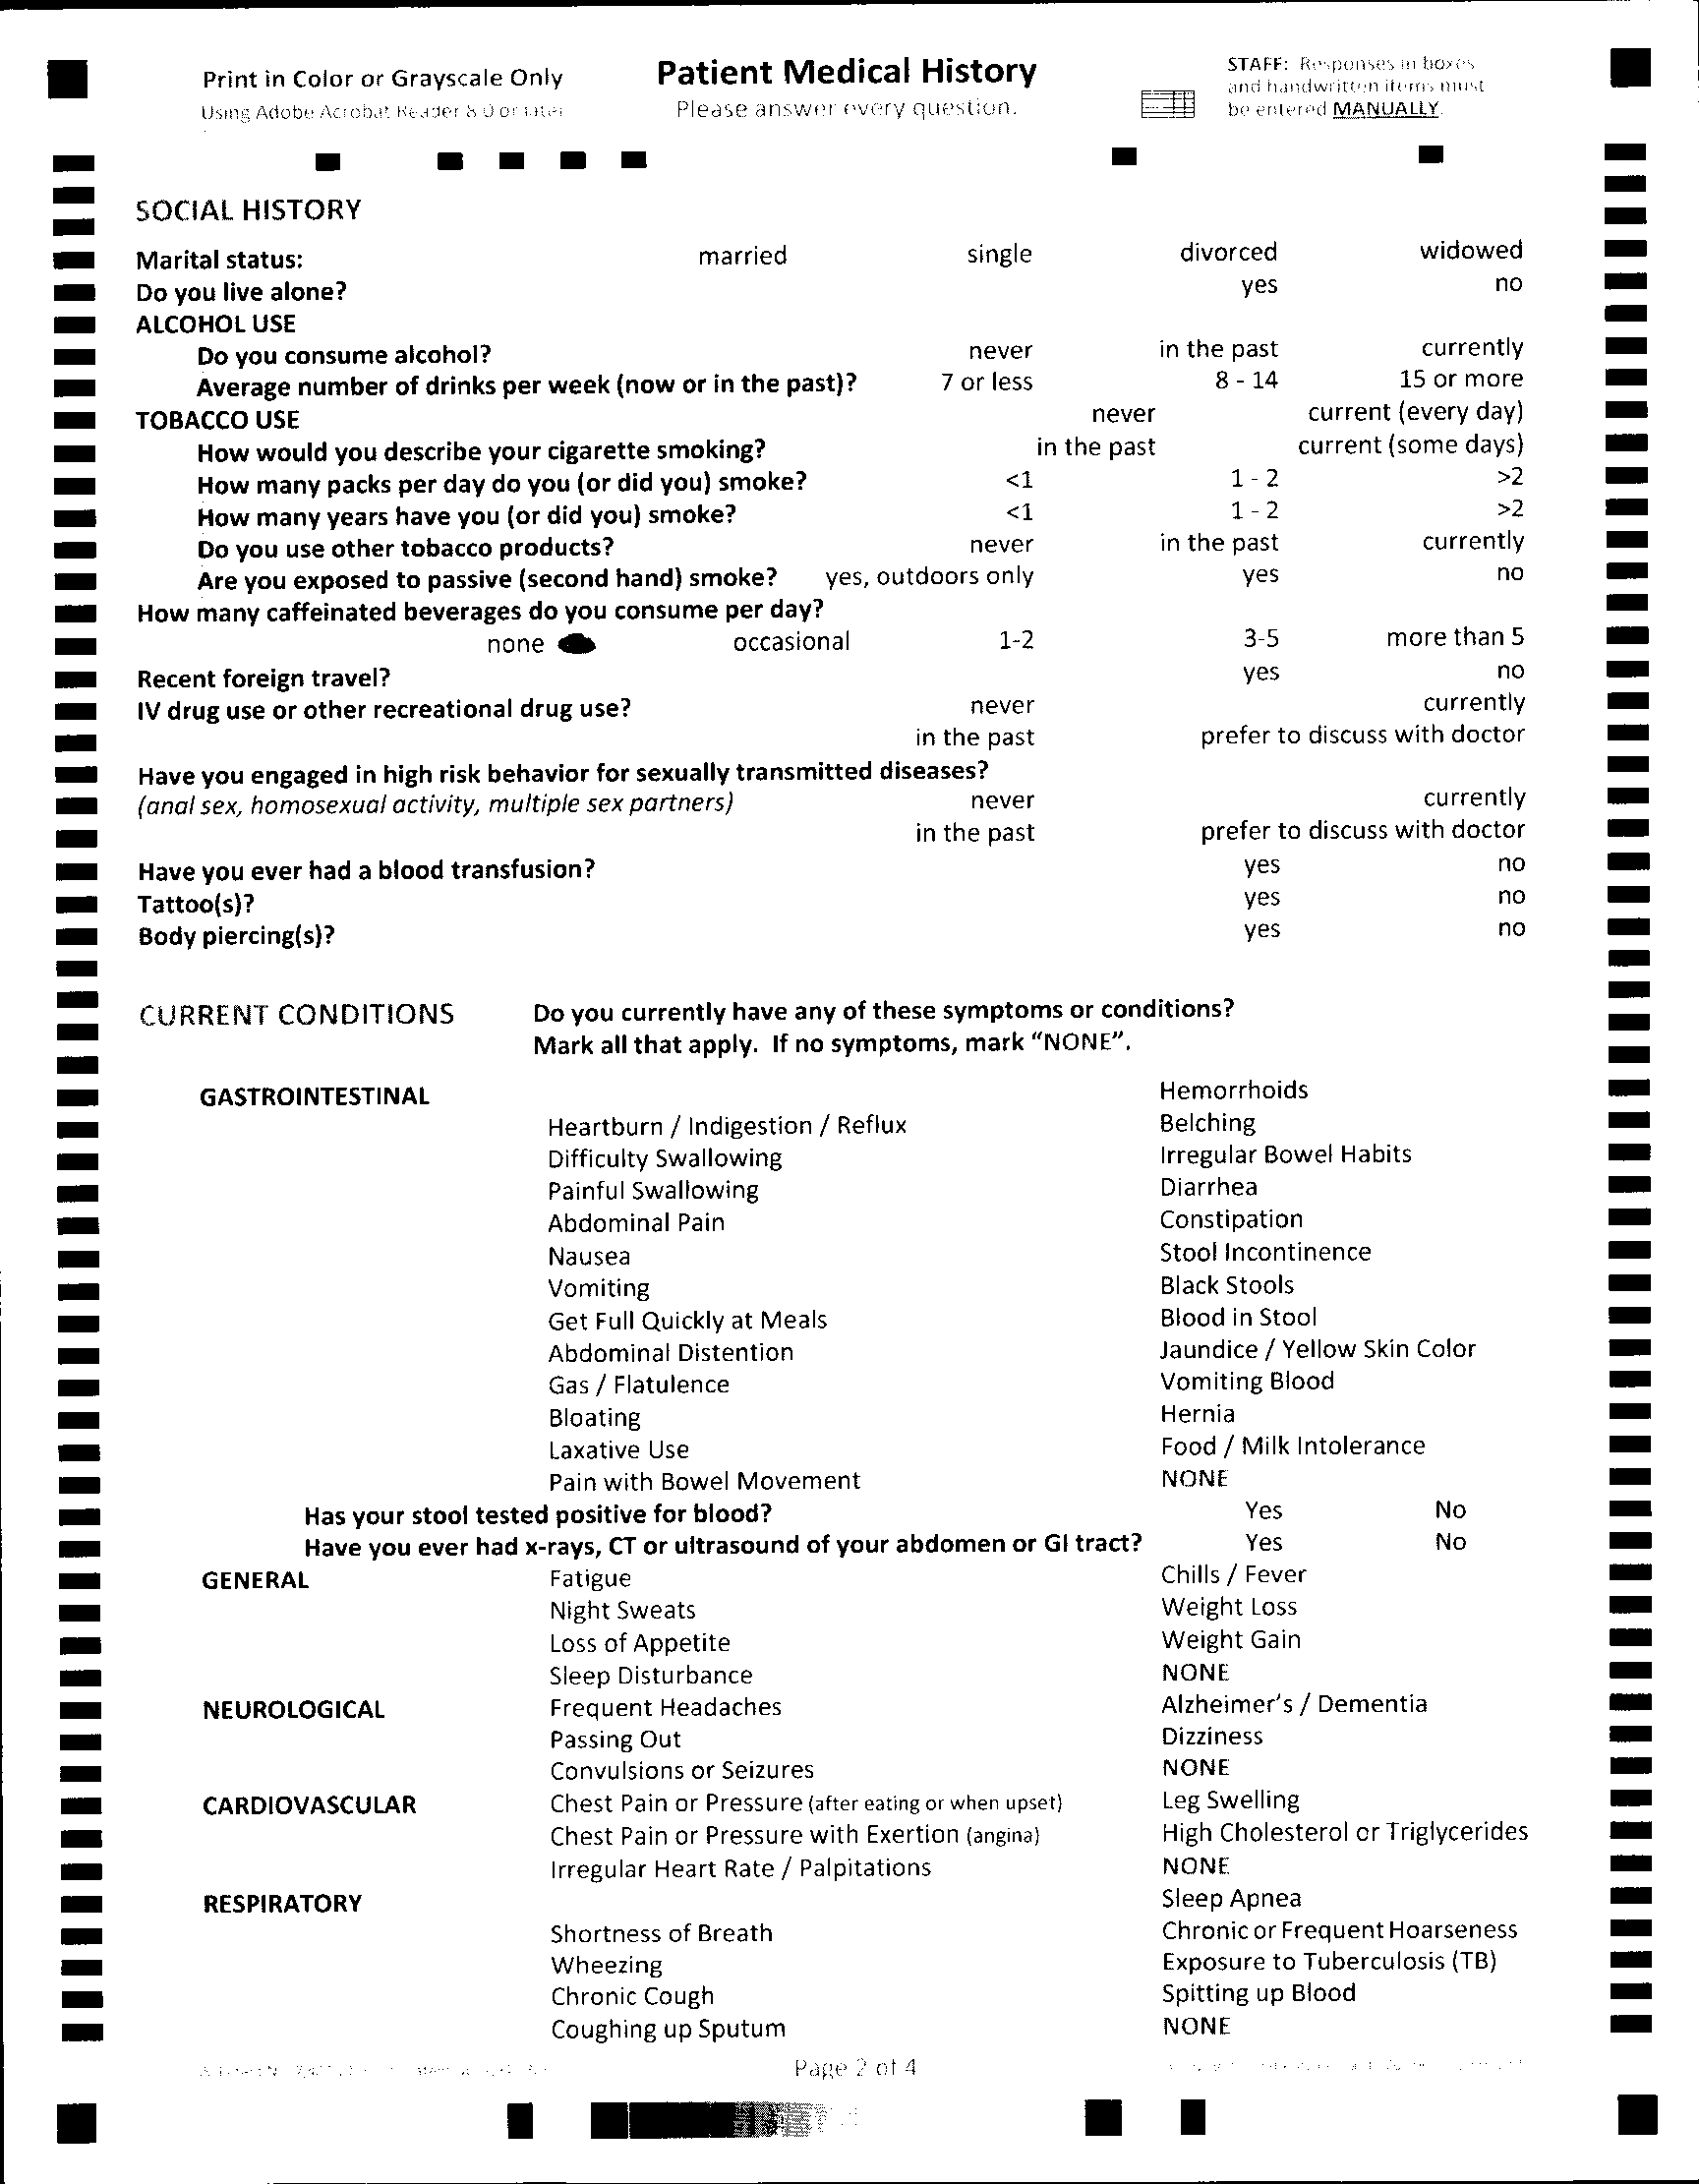 Print in Color or Grayscale Only
Using Adobe Acrobat Reader 8.0 or later
Patient Medical History
Please answer every question.
STAFF: Responses in boxes
and handwritten items must
be entered MANUALLY.
SOCIAL HISTORY
Marital status: married single divorced widowed
Do you live alone? yes no
ALCOHOL USE
Do you consume alcohol? never in the past currently
Average number of drinks per week (now or in the past)? 7 or less 8 - 14 15 or more
TOBACCO USE never current (every day)
How would you describe your cigarette smoking? in the past current (some days)
How many packs per day do you (or did you) smoke? <1 1 - 2 >2
How many years have you (or did you) smoke? <1 1 - 2 >2
Do you use other tobacco products? never in the past currently
Are you exposed to passive (second hand) smoke? yes, outdoors only yes no
How many caffeinated beverages do you consume per day?
none occasional 1-2 3-5 more than 5
Recent foreign travel? yes no
IV drug use or other recreational drug use? never currently
in the past prefer to discuss with doctor
Have you engaged in high risk behavior for sexually transmitted diseases?
(anal sex, homosexual activity, multiple sex partners) never currently
in the past prefer to discuss with doctor
Have you ever had a blood transfusion? yes no
Tattoo(s)? yes no
Body piercing(s)? yes no
CURRENT CONDITIONS Do you currently have any of these symptoms or conditions?
Mark all that apply. If no symptoms, mark "NONE".
GASTROINTESTINAL Hemorrhoids
Heartburn / Indigestion / Reflux Belching
Difficulty Swallowing Irregular Bowel Habits
Painful Swallowing Diarrhea
Abdominal Pain Constipation
Nausea Stool Incontinence
Vomiting Black Stools
Get Full Quickly at Meals Blood in Stool
Abdominal Distention Jaundice / Yellow Skin Color
Gas / Flatulence Vomiting Blood
Bloating Hernia
Laxative Use Food / Milk Intolerance
Pain with Bowel Movement NONE
Has your stool tested positive for blood? Yes No
Have you ever had x-rays, CT or ultrasound of your abdomen or GI tract? Yes No
GENERAL Fatigue Chills / Fever
Night Sweats Weight Loss
Loss of Appetite Weight Gain
Sleep Disturbance NONE
NEUROLOGICAL Frequent Headaches Alzheimer's / Dementia
Passing Out Dizziness
Convulsions or Seizures NONE
CARDIOVASCULAR Chest Pain or Pressure (after eating or when upset) Leg Swelling
Chest Pain or Pressure with Exertion (angina) High Cholesterol or Triglycerides
Irregular Heart Rate / Palpitations NONE
RESPIRATORY Sleep Apnea
Shortness of Breath Chronic or Frequent Hoarseness
Wheezing Exposure to Tuberculosis (TB)
Chronic Cough Spitting up Blood
Coughing up Sputum NONE
Page 2 of 4